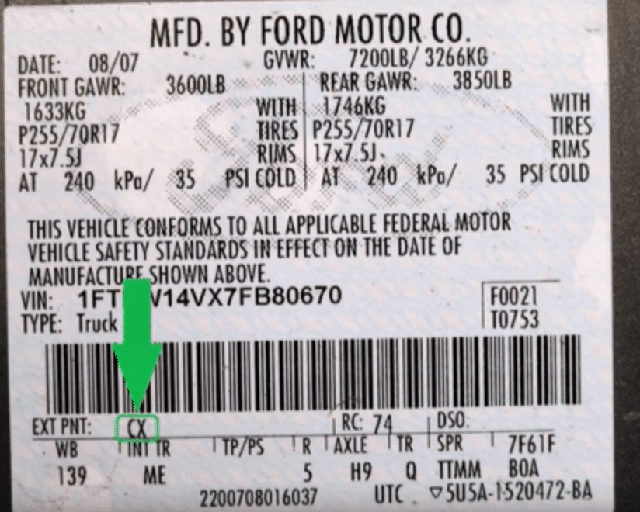 MFD. BY FORD MOTOR CO.
DATE: 08/07 GVWR: 7200LB/ 3266KG
FRONT GAWR: 3600LB REAR GAWR: 3850LB
1633KG WITH 1746KG WITH
P255/70R17 TIRES P255/70R17 TIRES
17x7.5J RIMS 17x7.5J. RIMS
AT 240 kPa/ 35 PSI COLD AT 240 kPa/ 35 PSI COLD
THIS VEHICLE CONFORMS TO ALL APPLICABLE FEDERAL MOTOR
VEHICLE SAFETY STANDARDS IN EFFECT ON THE DATE OF
MANUFACTURE SHOWN ABOVE.
VIN: 1FT W14VX7FB80670 F0021
TYPE: Truck T0753
EXT PNT: CX RC: 74 DSO:
WB INT TR TP/PS R AXLE TR SPR 7F61F
139 ME 5 H9 Q TTMM BOA
2200708016037 UTC ▽5U5A-1520472-BA